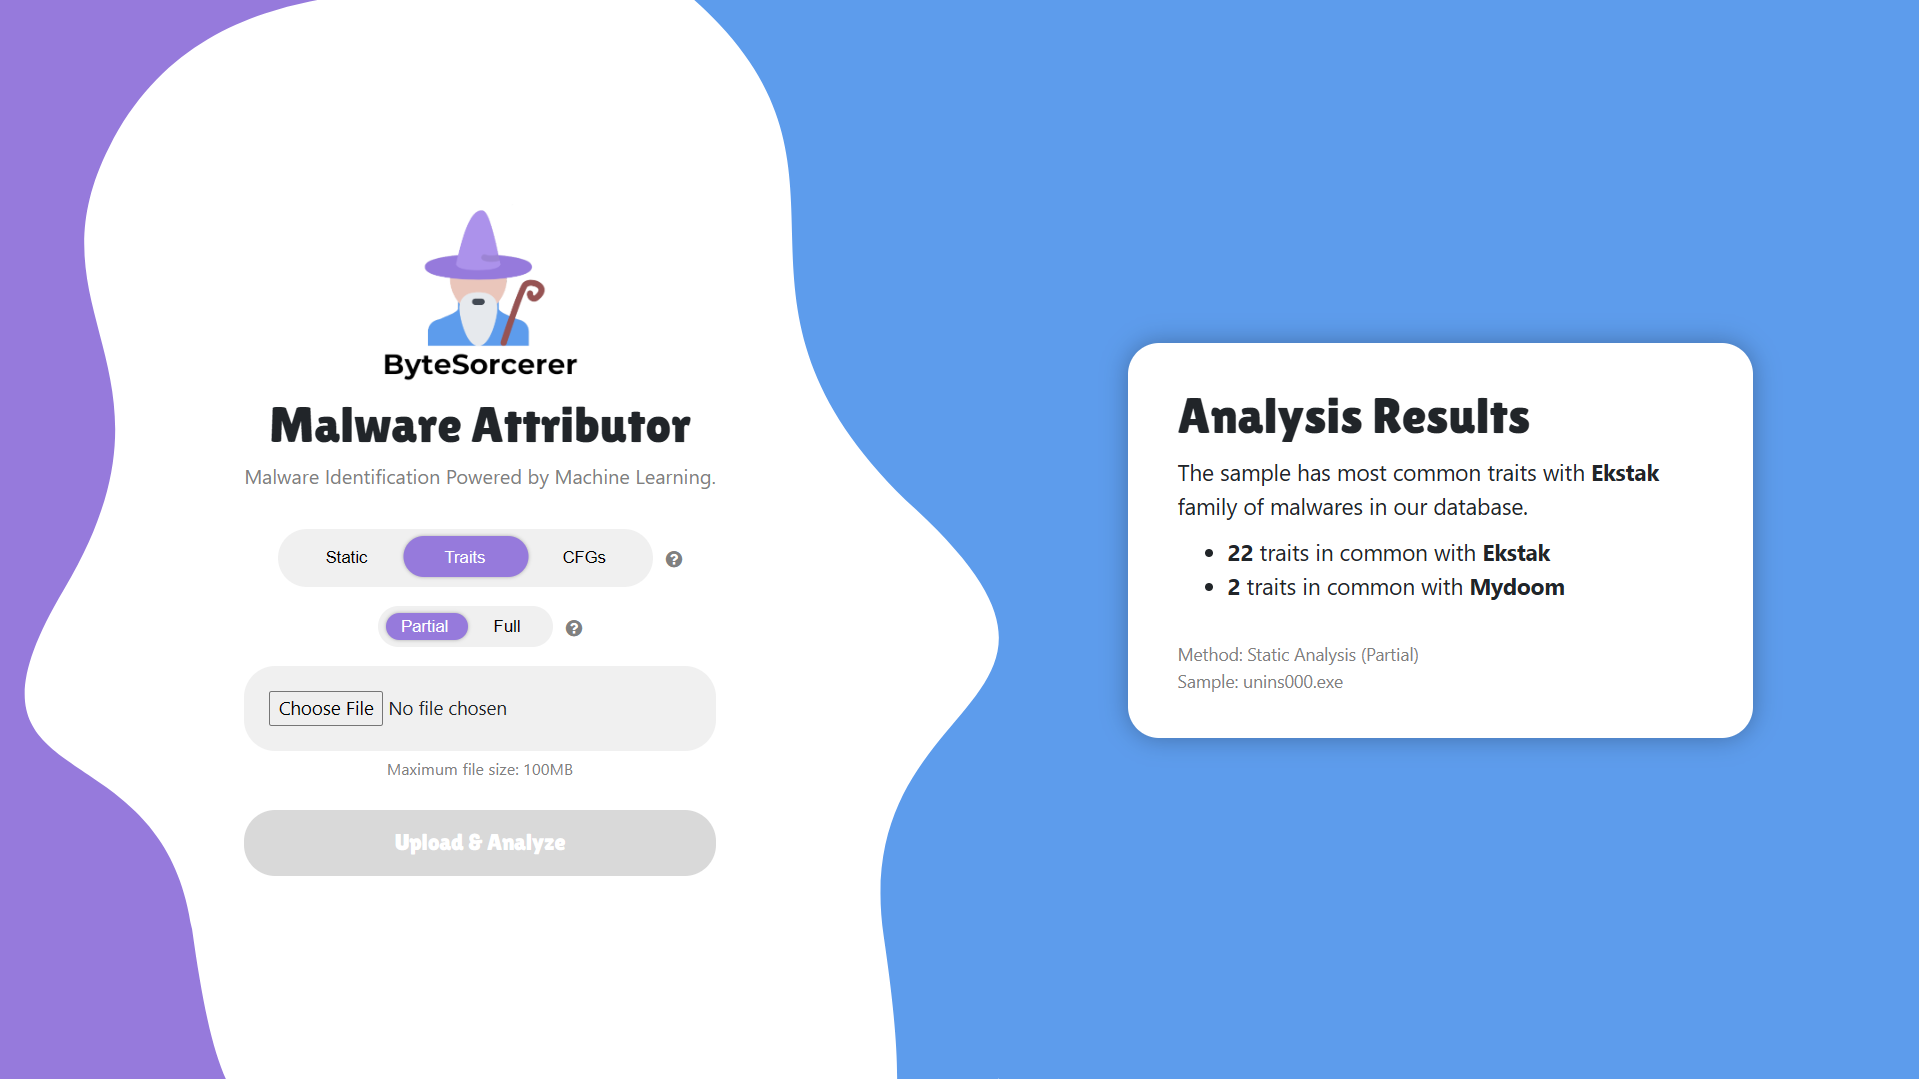 ByteSorcerer
Malware Attributor
Malware Identification Powered by Machine Learning.
Static Traits CFGs ?
Partial Full ?
Choose File No file chosen
Maximum file size: 100MB
Upload & Analyze
Analysis Results
The sample has most common traits with Ekstak
family of malwares in our database.
• 22 traits in common with Ekstak
• 2 traits in common with Mydoom
Method: Static Analysis (Partial)
Sample: unins000.exe